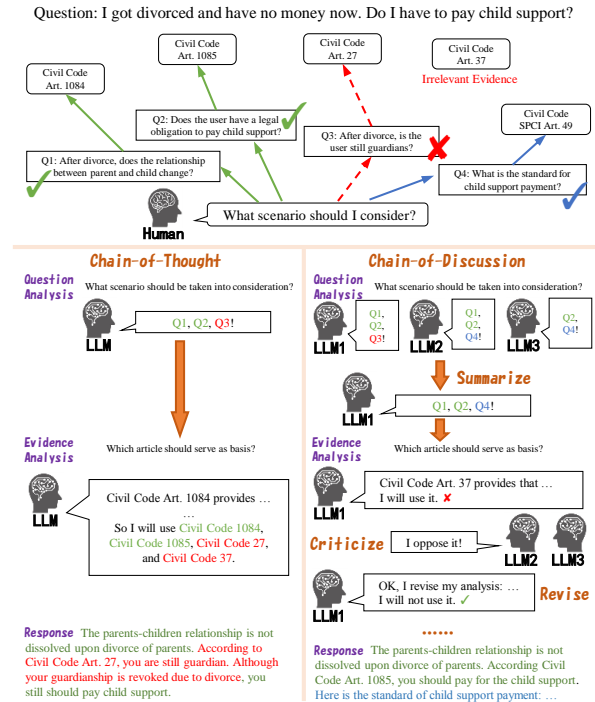 Question: I got divorced and have no money now. Do I have to pay child support?
Civil Code
Art. 1084
Civil Code
Art. 1085
Civil Code
Art. 27
Civil Code
Art. 37
Irrelevant Evidence
Civil Code
SPCI Art. 49
Q2: Does the user have a legal
obligation to pay child support?
Q3: After divorce, is the
user still guardians?
Q1: After divorce, does the relationship
between parent and child change?
Q4: What is the standard for
child support payment?
What scenario should I consider?
Human
Chain-of-Thought
Question
Analysis
What scenario should be taken into consideration?
Q1, Q2, Q3!
LLM
Evidence
Analysis
Which article should serve as basis?
Civil Code Art. 1084 provides …
…
So I will use Civil Code 1084,
Civil Code 1085, Civil Code 27,
and Civil Code 37.
LLM
Response The parents-children relationship is not
dissolved upon divorce of parents. According to
Civil Code Art. 27, you are still guardian. Although
your guardianship is revoked due to divorce, you
still should pay child support.
Chain-of-Discussion
Question
Analysis
What scenario should be taken into consideration?
Q1,
Q2,
Q3!
LLM1
Q1,
Q2,
Q4!
LLM2
Q2,
Q4!
LLM3
Summarize
Q1, Q2, Q4!
LLM1
Evidence
Analysis
Which article should serve as basis?
Civil Code Art. 37 provides that …
I will use it. ✘
LLM1
Criticize
I oppose it!
LLM2
LLM3
OK, I revise my analysis: …
I will not use it. ✓
Revise
LLM1
……
Response The parents-children relationship is not
dissolved upon divorce of parents. According Civil
Code Art. 1085, you should pay for the child support.
Here is the standard of child support payment: …